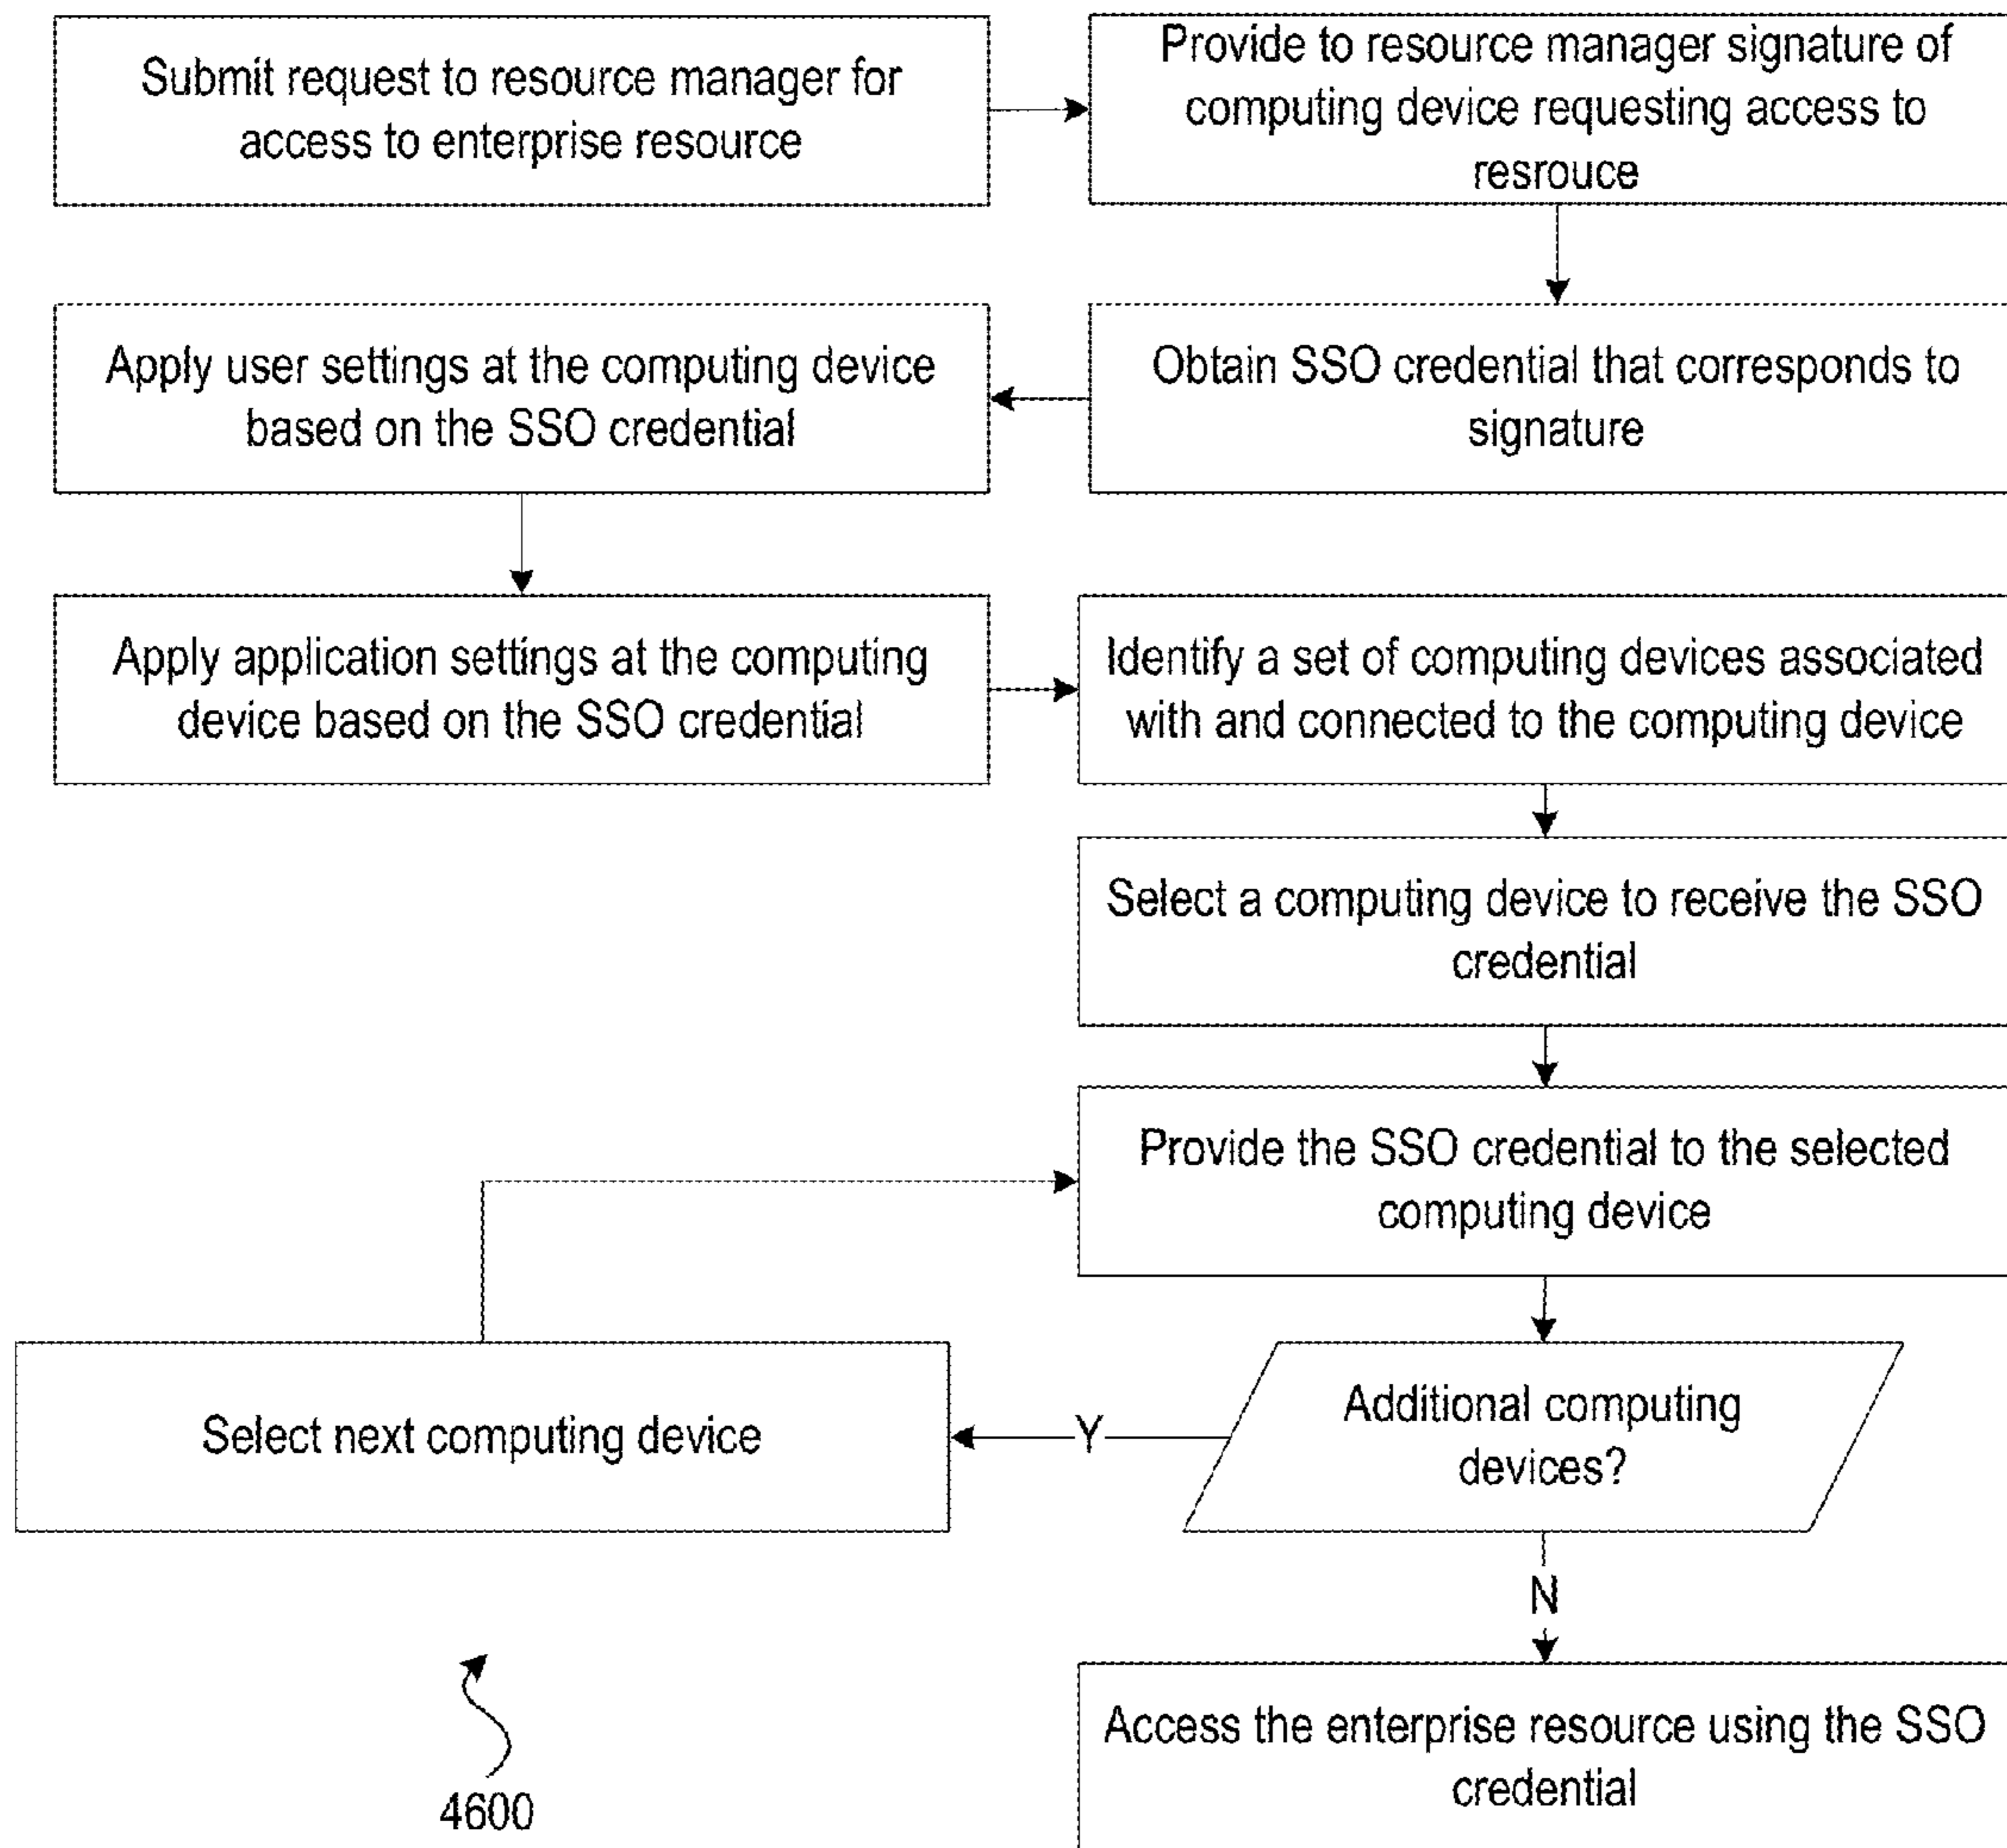 Submit request to resource manager for
access to enterprise resource
Provide to resource manager signature of
computing device requesting access to
resrouce
Obtain SSO credential that corresponds to
signature
Apply user settings at the computing device
based on the SSO credential
Apply application settings at the computing
device based on the SSO credential
Identify a set of computing devices associated
with and connected to the computing device
Select a computing device to receive the SSO
credential
Provide the SSO credential to the selected
computing device
Additional computing
devices?
Y
Select next computing device
N
Access the enterprise resource using the SSO
credential
4600